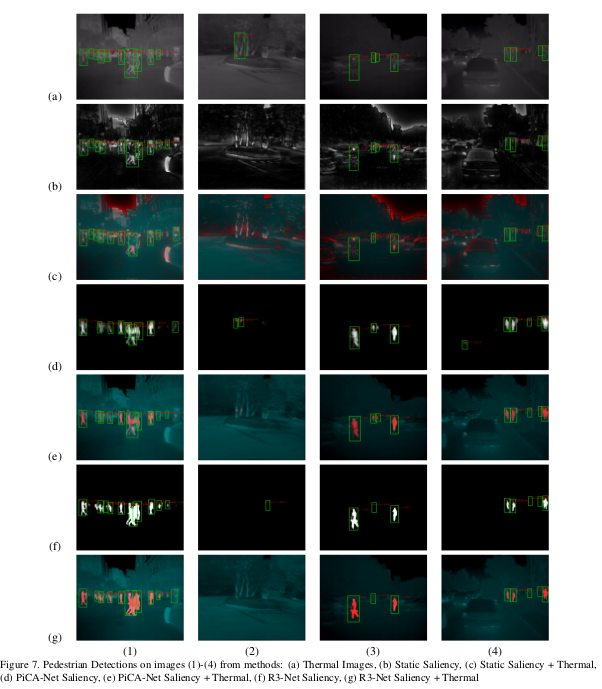 (a)
(b)
(c)
(d)
(e)
(f)
(g)
(1) (2) (3) (4)
Figure 7. Pedestrian Detections on images (1)-(4) from methods: (a) Thermal Images, (b) Static Saliency, (c) Static Saliency + Thermal,
(d) PiCA-Net Saliency, (e) PiCA-Net Saliency + Thermal, (f) R3-Net Saliency, (g) R3-Net Saliency + Thermal